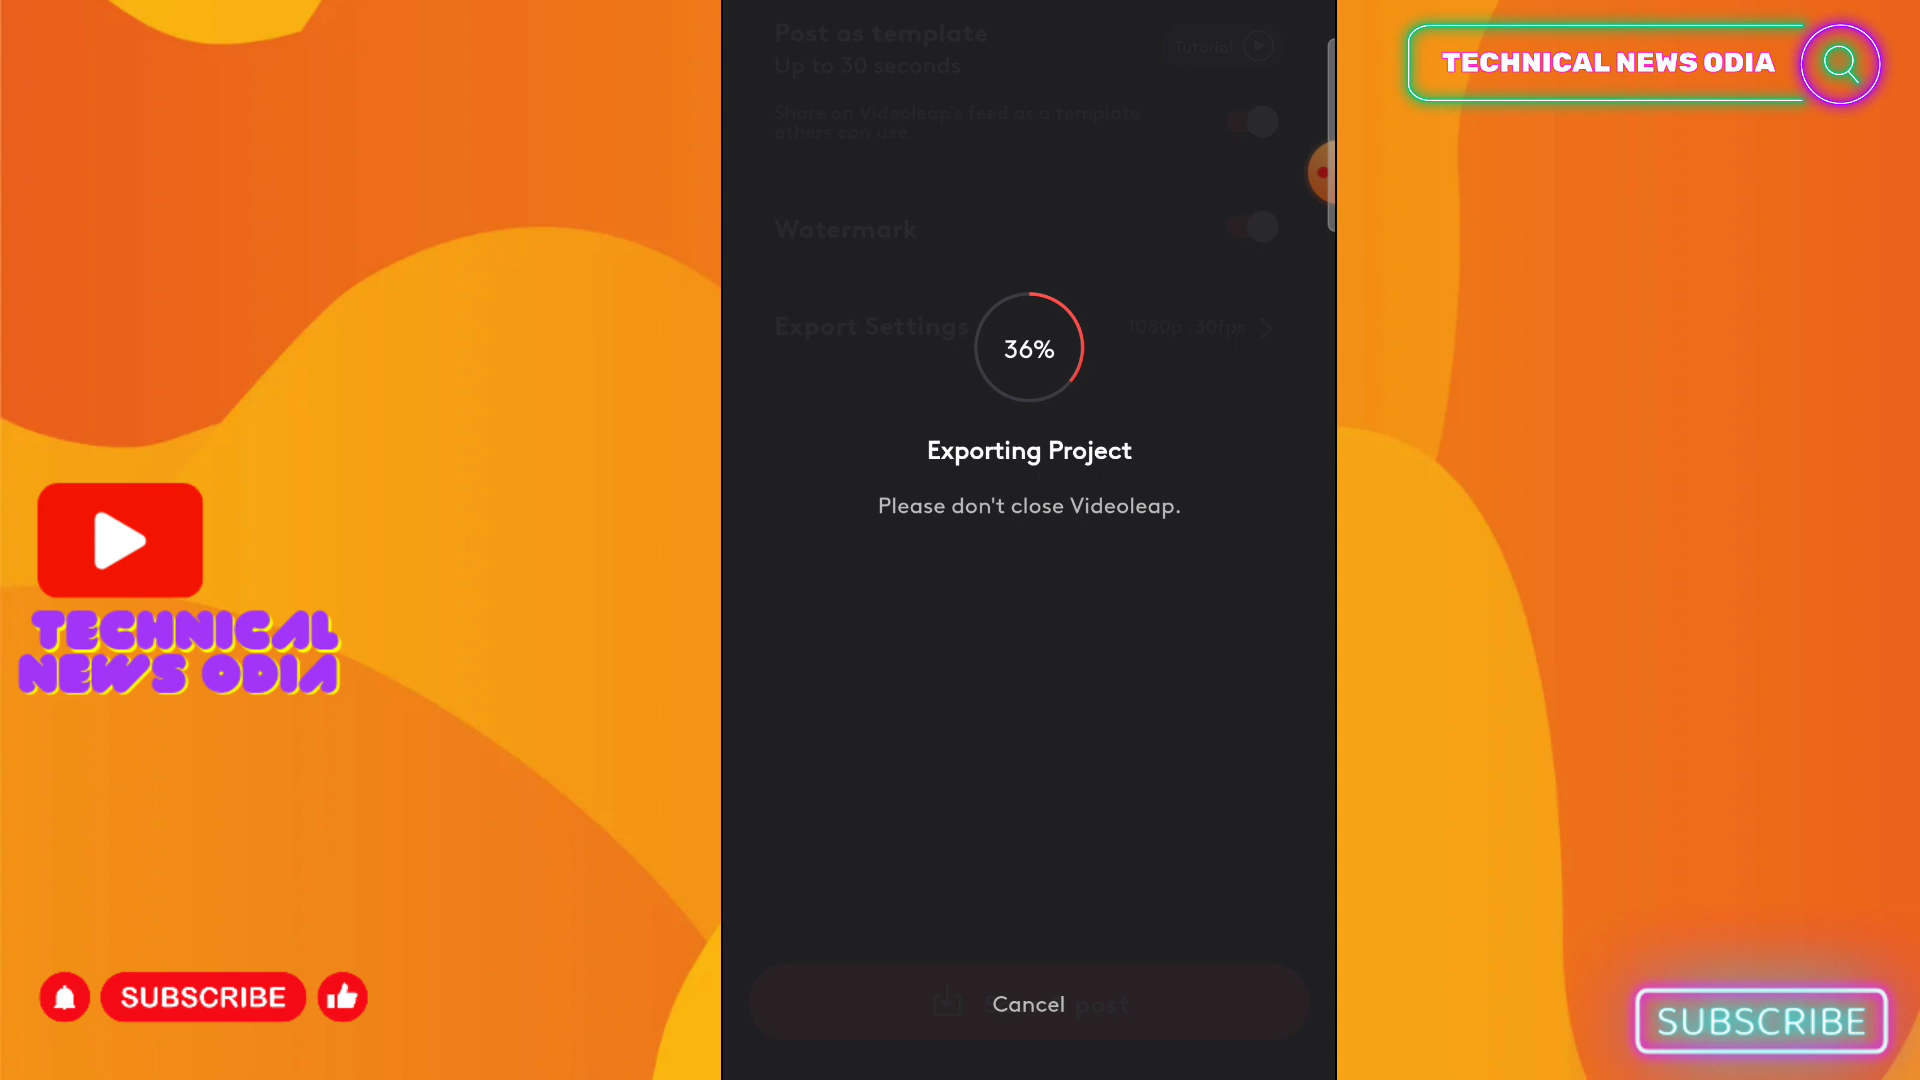 Post as template
Up to 30 seconds
Tutorial
Share on Videoleap's feed as a template
others can use.
Watermark
Export Settings
1080p ,30fps
36%
Exporting Project
Please don't close Videoleap.
Cancel
post
TECHNICAL NEWS ODIA
TECHNICAL
NEWS ODIA
SUBSCRIBE
SUBSCRIBE